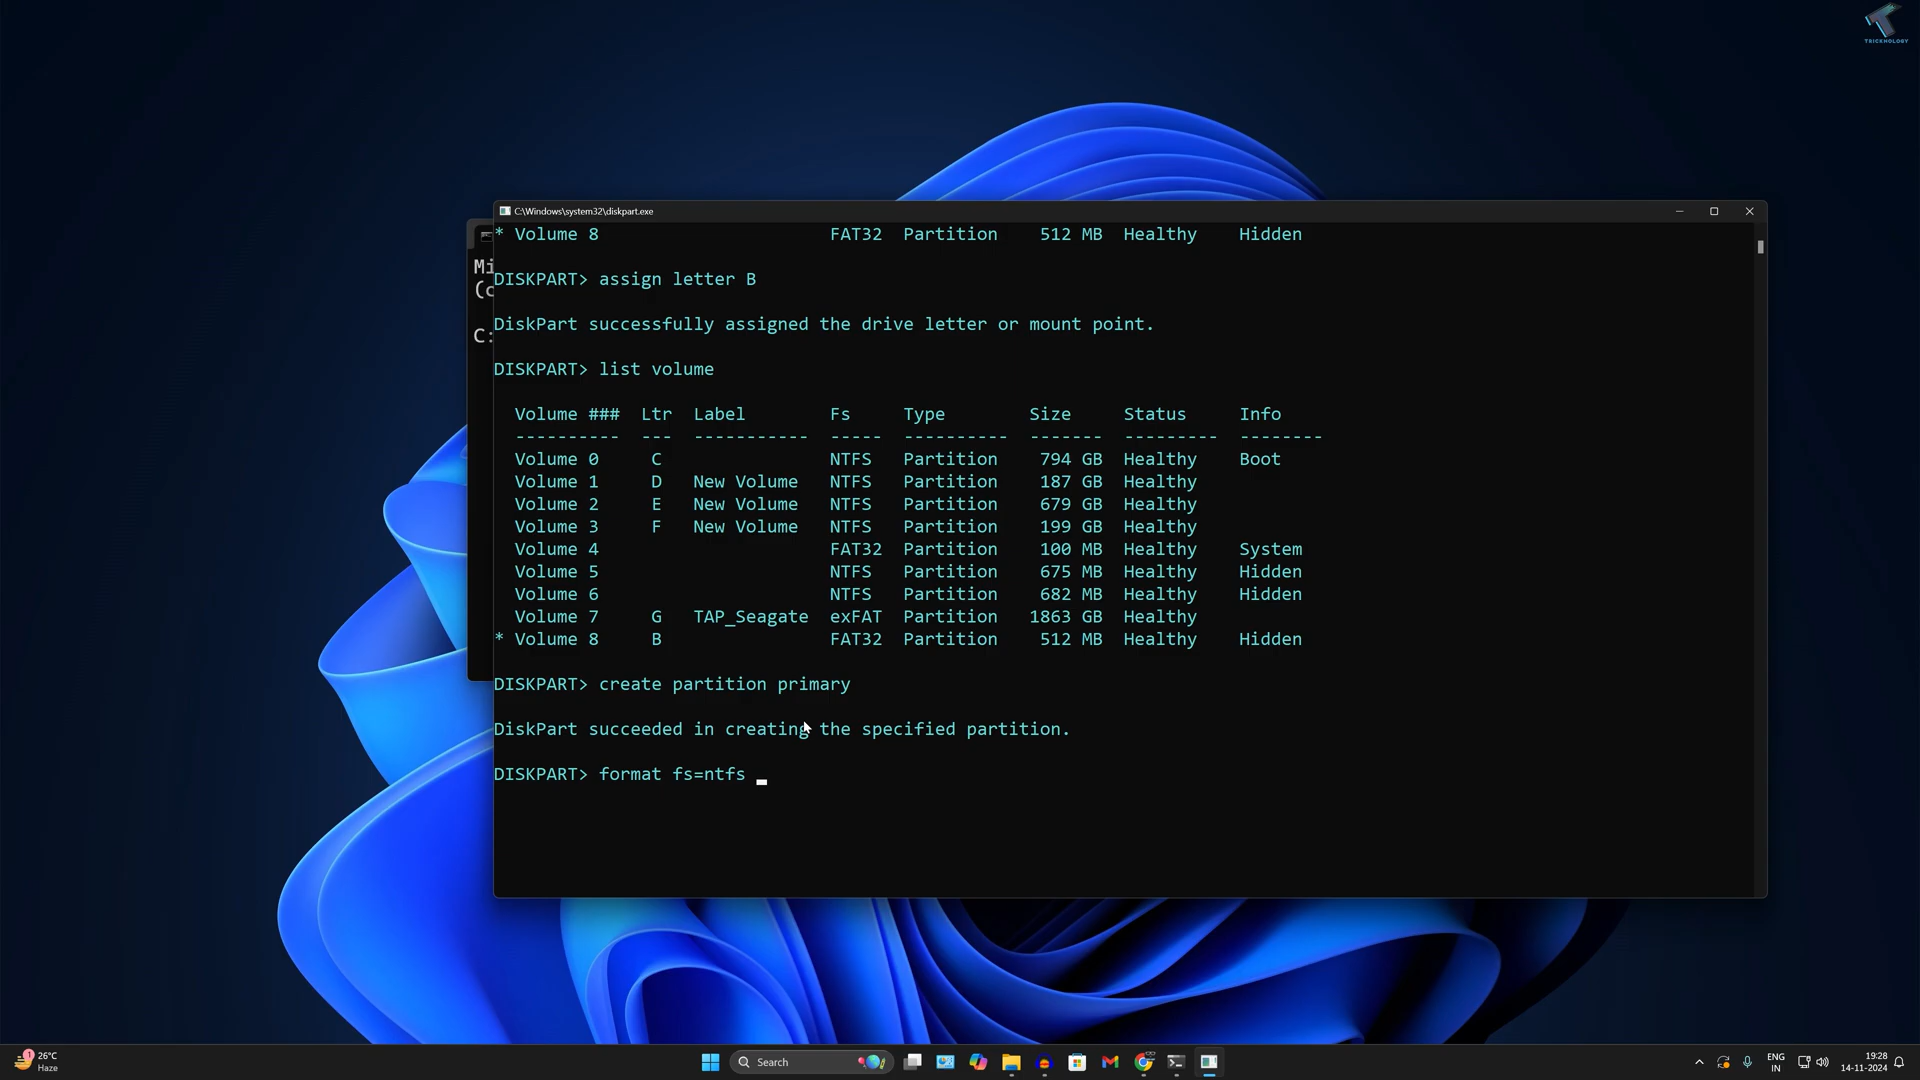 TRICKNOLOGY
C:\Windows\system32\diskpart.exe
* Volume 8 FAT32 Partition 512 MB Healthy Hidden
Mi
(c
C:
DISKPART> assign letter B
DiskPart successfully assigned the drive letter or mount point.
DISKPART> list volume
Volume ### Ltr Label Fs Type Size Status Info
---------- --- ----------- ----- ---------- ------- --------- --------
Volume 0 C NTFS Partition 794 GB Healthy Boot
Volume 1 D New Volume NTFS Partition 187 GB Healthy
Volume 2 E New Volume NTFS Partition 679 GB Healthy
Volume 3 F New Volume NTFS Partition 199 GB Healthy
Volume 4 FAT32 Partition 100 MB Healthy System
Volume 5 NTFS Partition 675 MB Healthy Hidden
Volume 6 NTFS Partition 682 MB Healthy Hidden
Volume 7 G TAP_Seagate exFAT Partition 1863 GB Healthy
* Volume 8 B FAT32 Partition 512 MB Healthy Hidden
DISKPART> create partition primary
DiskPart succeeded in creating the specified partition.
DISKPART> format fs=ntfs
1
26°C
Haze
Search
ENG
IN
19:28
14-11-2024